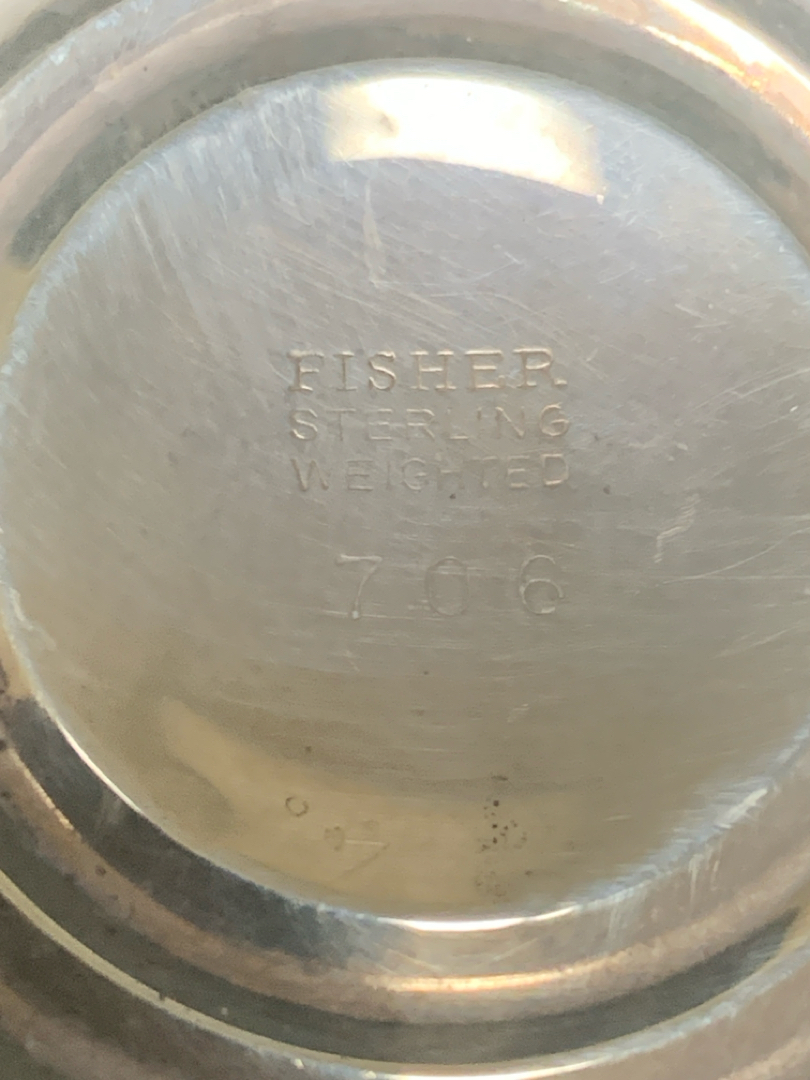 FISHER
STERLING
WEIGHTED
706